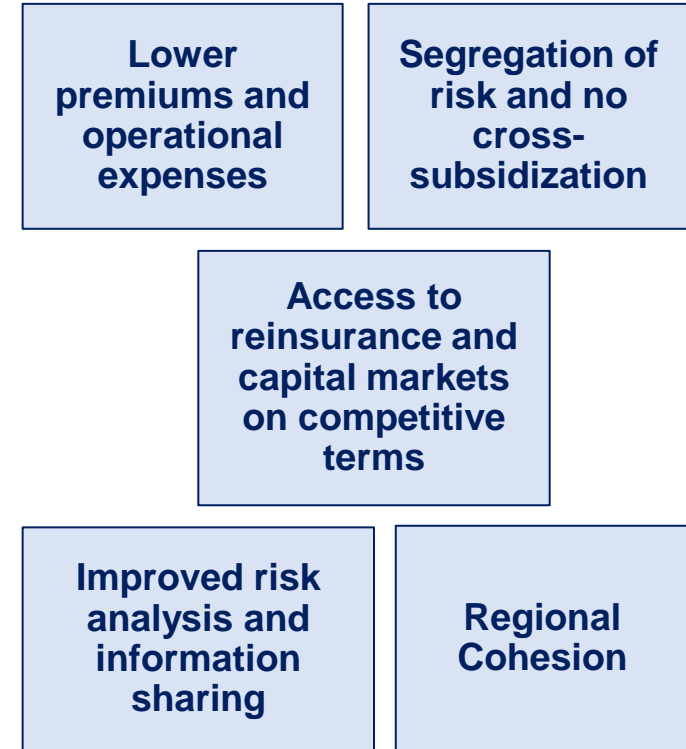 Lower
premiums and
operational
expenses
Segregation of
risk and no
cross-
subsidization
Access to
reinsurance and
capital markets
on competitive
terms
Improved risk
analysis and
information
sharing
Regional
Cohesion